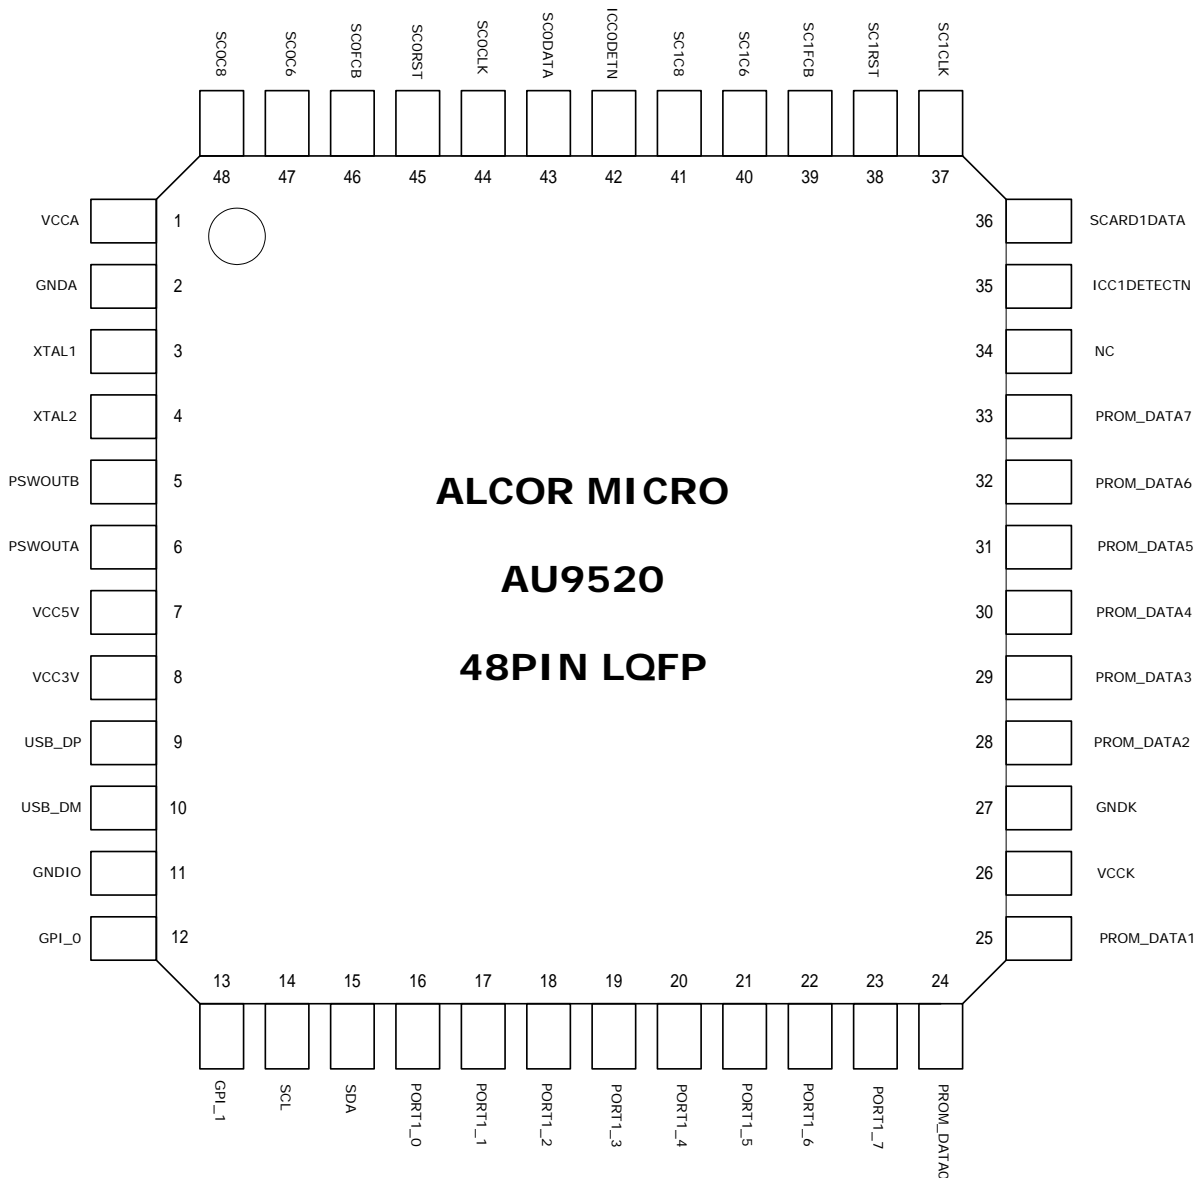 SC0C8
SC0C6
SC0FCB
SC0RST
SC0CLK
SC0DATA
ICC0DETN
SC1C8
SC1C6
SC1FCB
SC1RST
SC1CLK
48 47 46 45 44 43 42 41 40 39 38 37
VCCA 1 36 SCARD1DATA
GNDA 2 35 ICC1DETECTN
XTAL1 3 34 NC
XTAL2 4 33 PROM_DATA7
PSWOUTB 5 32 PROM_DATA6
ALCOR MICRO
PSWOUTA 6 31 PROM_DATA5
AU9520
VCC5V 7 30 PROM_DATA4
48PIN LQFP
VCC3V 8 29 PROM_DATA3
USB_DP 9 28 PROM_DATA2
USB_DM 10 27 GNDK
GNDIO 11 26 VCCK
GPI_0 12 25 PROM_DATA1
13 14 15 16 17 18 19 20 21 22 23 24
GPI_1
SCL
SDA
PORT1_0
PORT1_1
PORT1_2
PORT1_3
PORT1_4
PORT1_5
PORT1_6
PORT1_7
PROM_DATA0